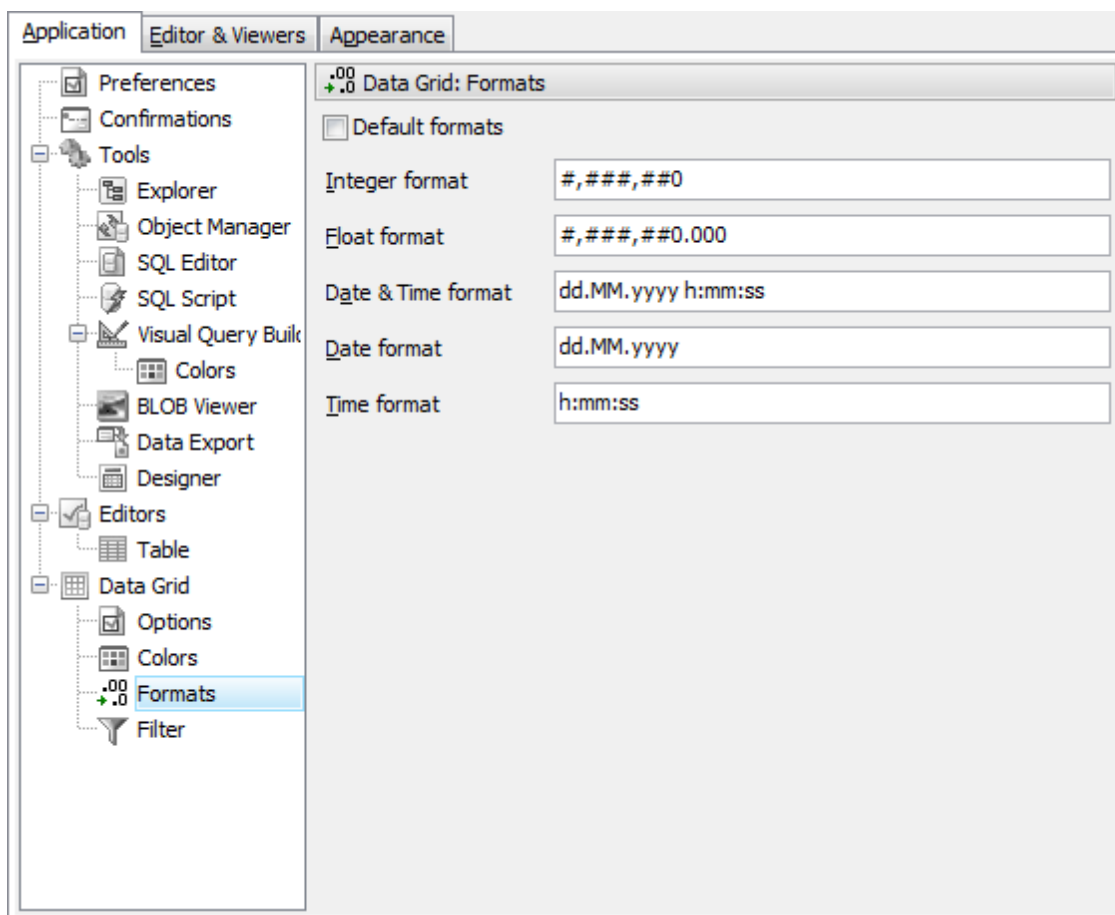 Application Editor & Viewers Appearance
Preferences
Confirmations
Tools
Explorer
Object Manager
SQL Editor
SQL Script
Visual Query Build
Colors
BLOB Viewer
Data Export
Designer
Editors
Table
Data Grid
Options
Colors
Formats
Filter
Data Grid: Formats
Default formats
Integer format #,###,##0
Float format #,###,##0.000
Date & Time format dd.MM.yyyy h:mm:ss
Date format dd.MM.yyyy
Time format h:mm:ss